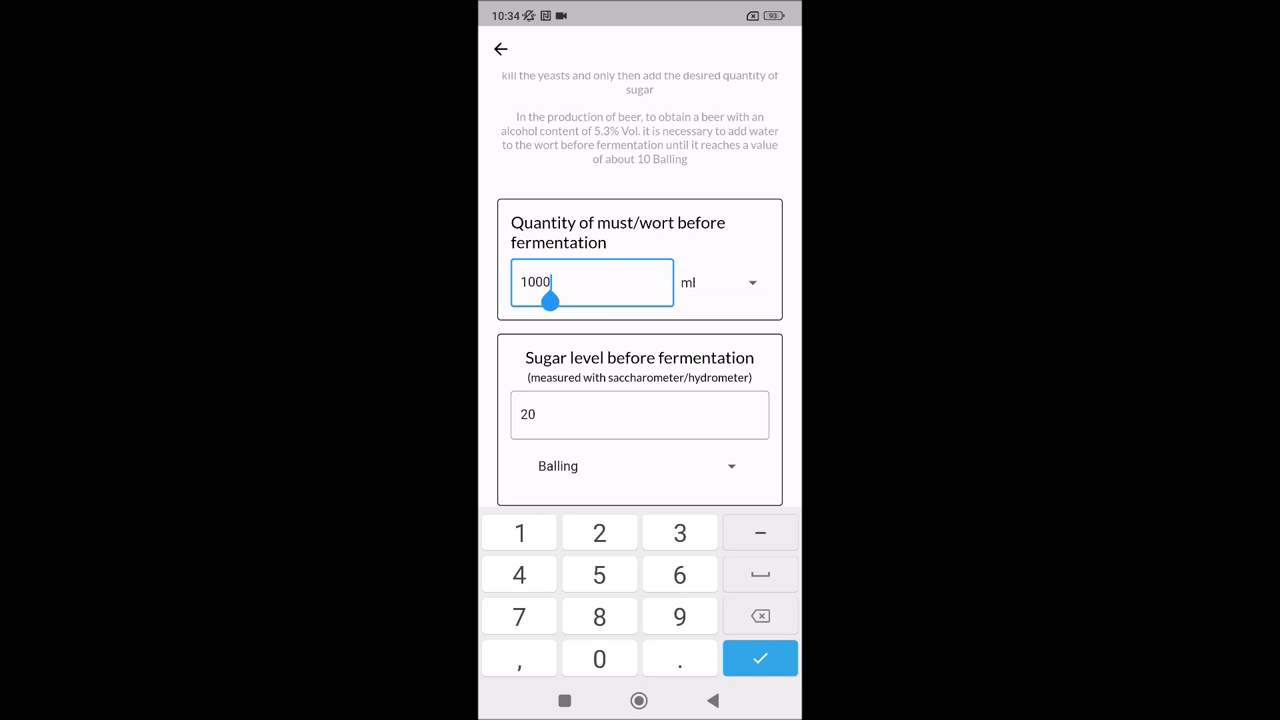 10:34
93
kill the yeasts and only then add the desired quantity of
sugar
In the production of beer, to obtain a beer with an
alcohol content of 5.3% Vol. it is necessary to add water
to the wort before fermentation until it reaches a value
of about 10 Balling
Quantity of must/wort before
fermentation
1000 ml
Sugar level before fermentation
(measured with saccharometer/hydrometer)
20
Balling
1 2 3 –
4 5 6
7 8 9
, 0 .